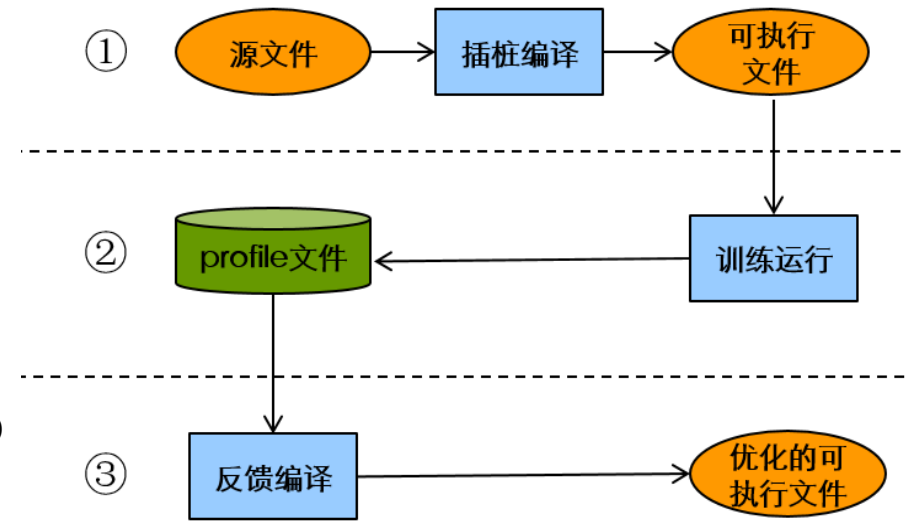 ①
源文件
插桩编译
可执行
文件
②
profile文件
训练运行
③
反馈编译
优化的可
执行文件